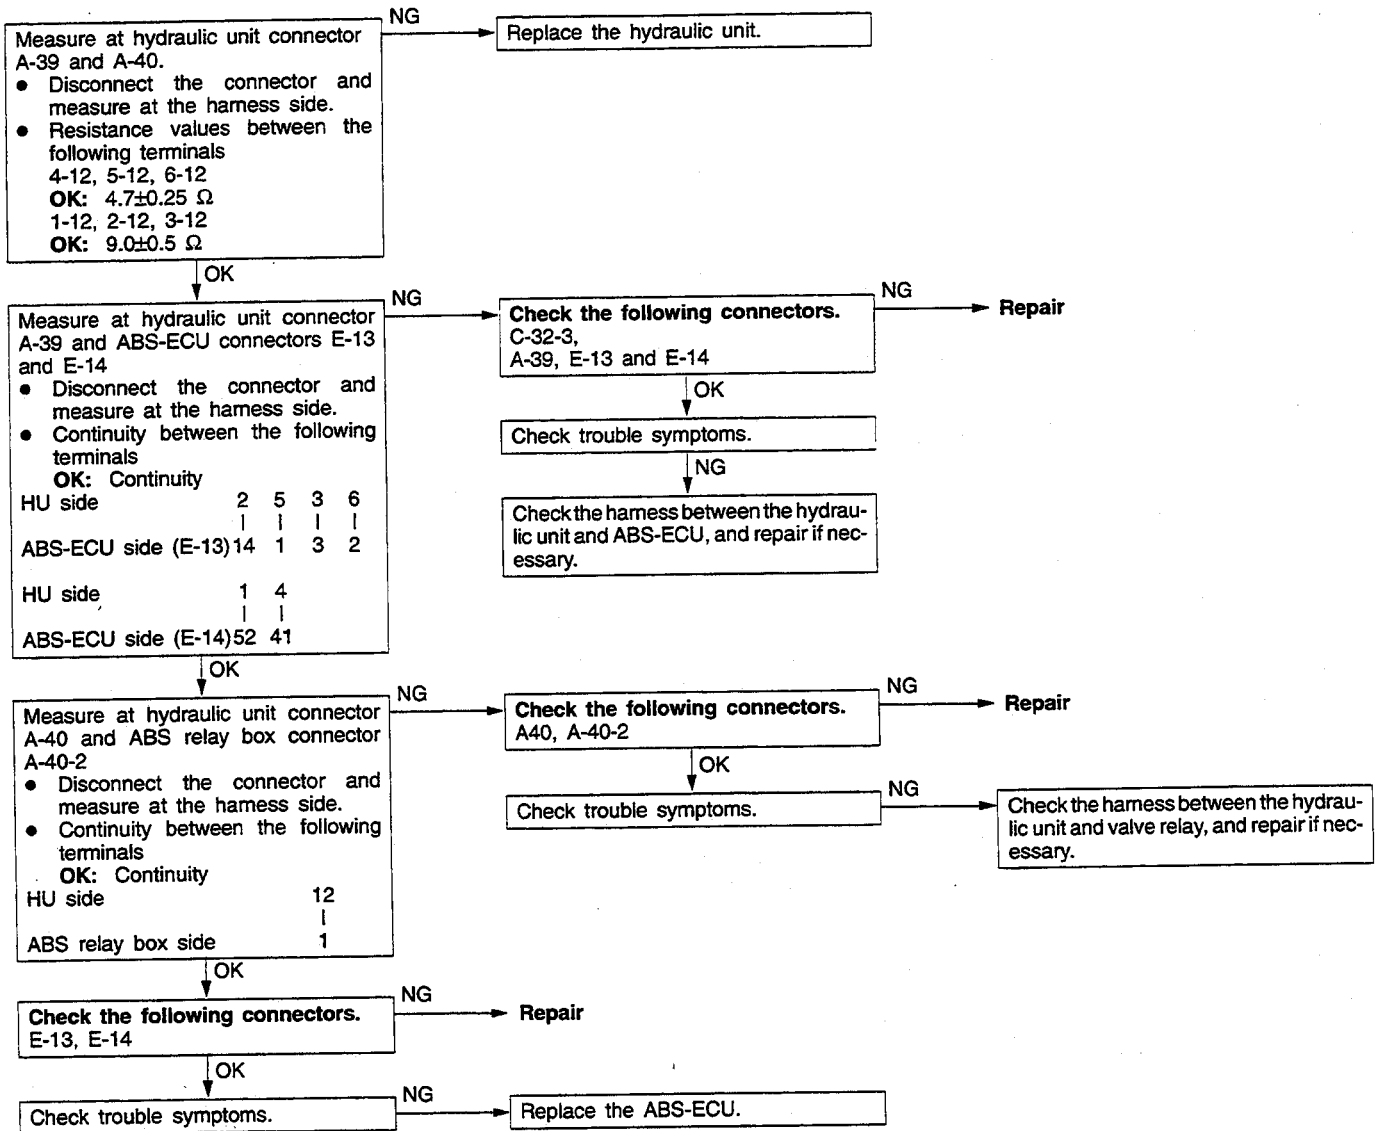 Measure at hydraulic unit connector
A-39 and A-40.
● Disconnect the connector and
measure at the harness side.
● Resistance values between the
following terminals
4-12, 5-12, 6-12
OK: 4.7±0.25 Ω
1-12, 2-12, 3-12
OK: 9.0±0.5 Ω
NG
Replace the hydraulic unit.
OK
Measure at hydraulic unit connector
A-39 and ABS-ECU connectors E-13
and E-14
● Disconnect the connector and
measure at the harness side.
● Continuity between the following
terminals
OK: Continuity
HU side 2 5 3 6
ABS-ECU side (E-13) 14 1 3 2
HU side 1 4
ABS-ECU side (E-14) 52 41
NG
Check the following connectors.
C-32-3,
A-39, E-13 and E-14
NG
Repair
OK
Check trouble symptoms.
NG
Check the harness between the hydrau-
lic unit and ABS-ECU, and repair if nec-
essary.
OK
Measure at hydraulic unit connector
A-40 and ABS relay box connector
A-40-2
● Disconnect the connector and
measure at the harness side.
● Continuity between the following
terminals
OK: Continuity
HU side 12
ABS relay box side 1
NG
Check the following connectors.
A40, A-40-2
NG
Repair
OK
Check trouble symptoms.
NG
Check the harness between the hydrau-
lic unit and valve relay, and repair if nec-
essary.
OK
Check the following connectors.
E-13, E-14
NG
Repair
OK
Check trouble symptoms.
NG
Replace the ABS-ECU.